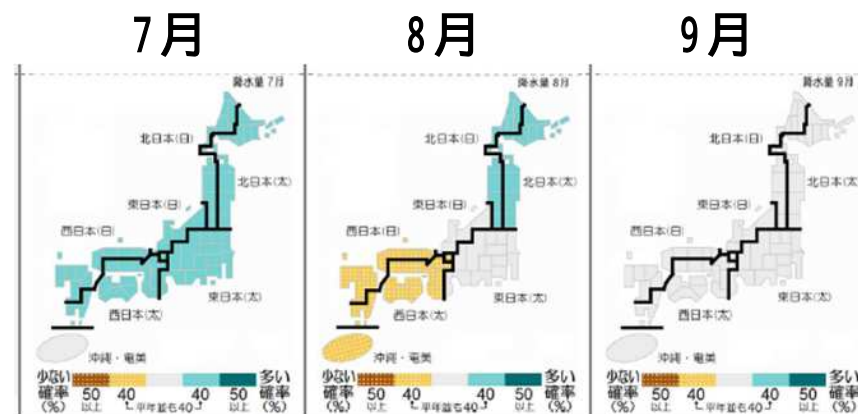 7月
8月
9月
降水量 7月
北日本(日)
北日本(太)
東日本(日)
西日本(日)
東日本(太)
西日本(太)
沖縄・奄美
少ない
確率
(%)
50
以上
40
平年並も40
40
50
以上
多い
確率
(%)
降水量 8月
北日本(日)
北日本(太)
東日本(日)
西日本(日)
東日本(太)
西日本(太)
沖縄・奄美
少ない
確率
(%)
50
以上
40
平年並も40
40
50
以上
多い
確率
(%)
降水量 9月
北日本(日)
北日本(太)
東日本(日)
西日本(日)
東日本(太)
西日本(太)
沖縄・奄美
少ない
確率
(%)
50
以上
40
平年並も40
40
50
以上
多い
確率
(%)